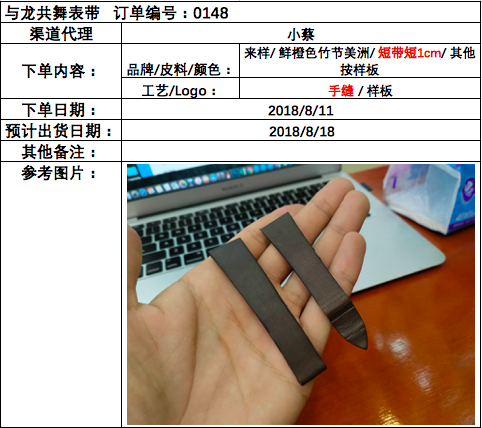 与龙共舞表带 订单编号：0148
渠道代理 小蔡
下单内容： 品牌/皮料/颜色： 来样/ 鲜橙色竹节美洲/ 短带短1cm/ 其他按样板
工艺/Logo： 手缝 / 样板
下单日期： 2018/8/11
预计出货日期： 2018/8/18
其他备注：
参考图片：